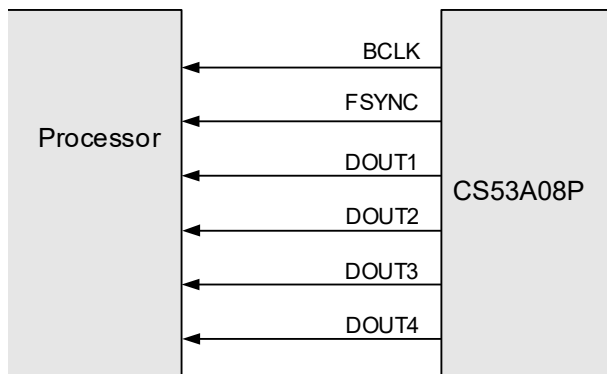 BCLK
FSYNC
Processor
DOUT1
CS53A08P
DOUT2
DOUT3
DOUT4